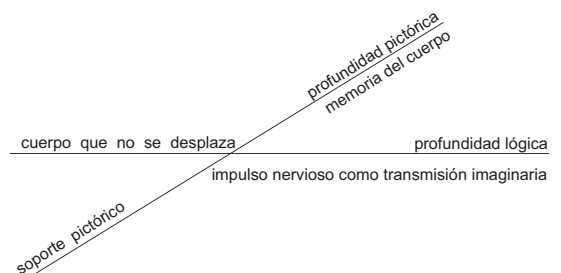 profundidad pictórica
memoria del cuerpo
cuerpo que no se desplaza
profundidad lógica
impulso nervioso como transmisión imaginaria
soporte pictórico